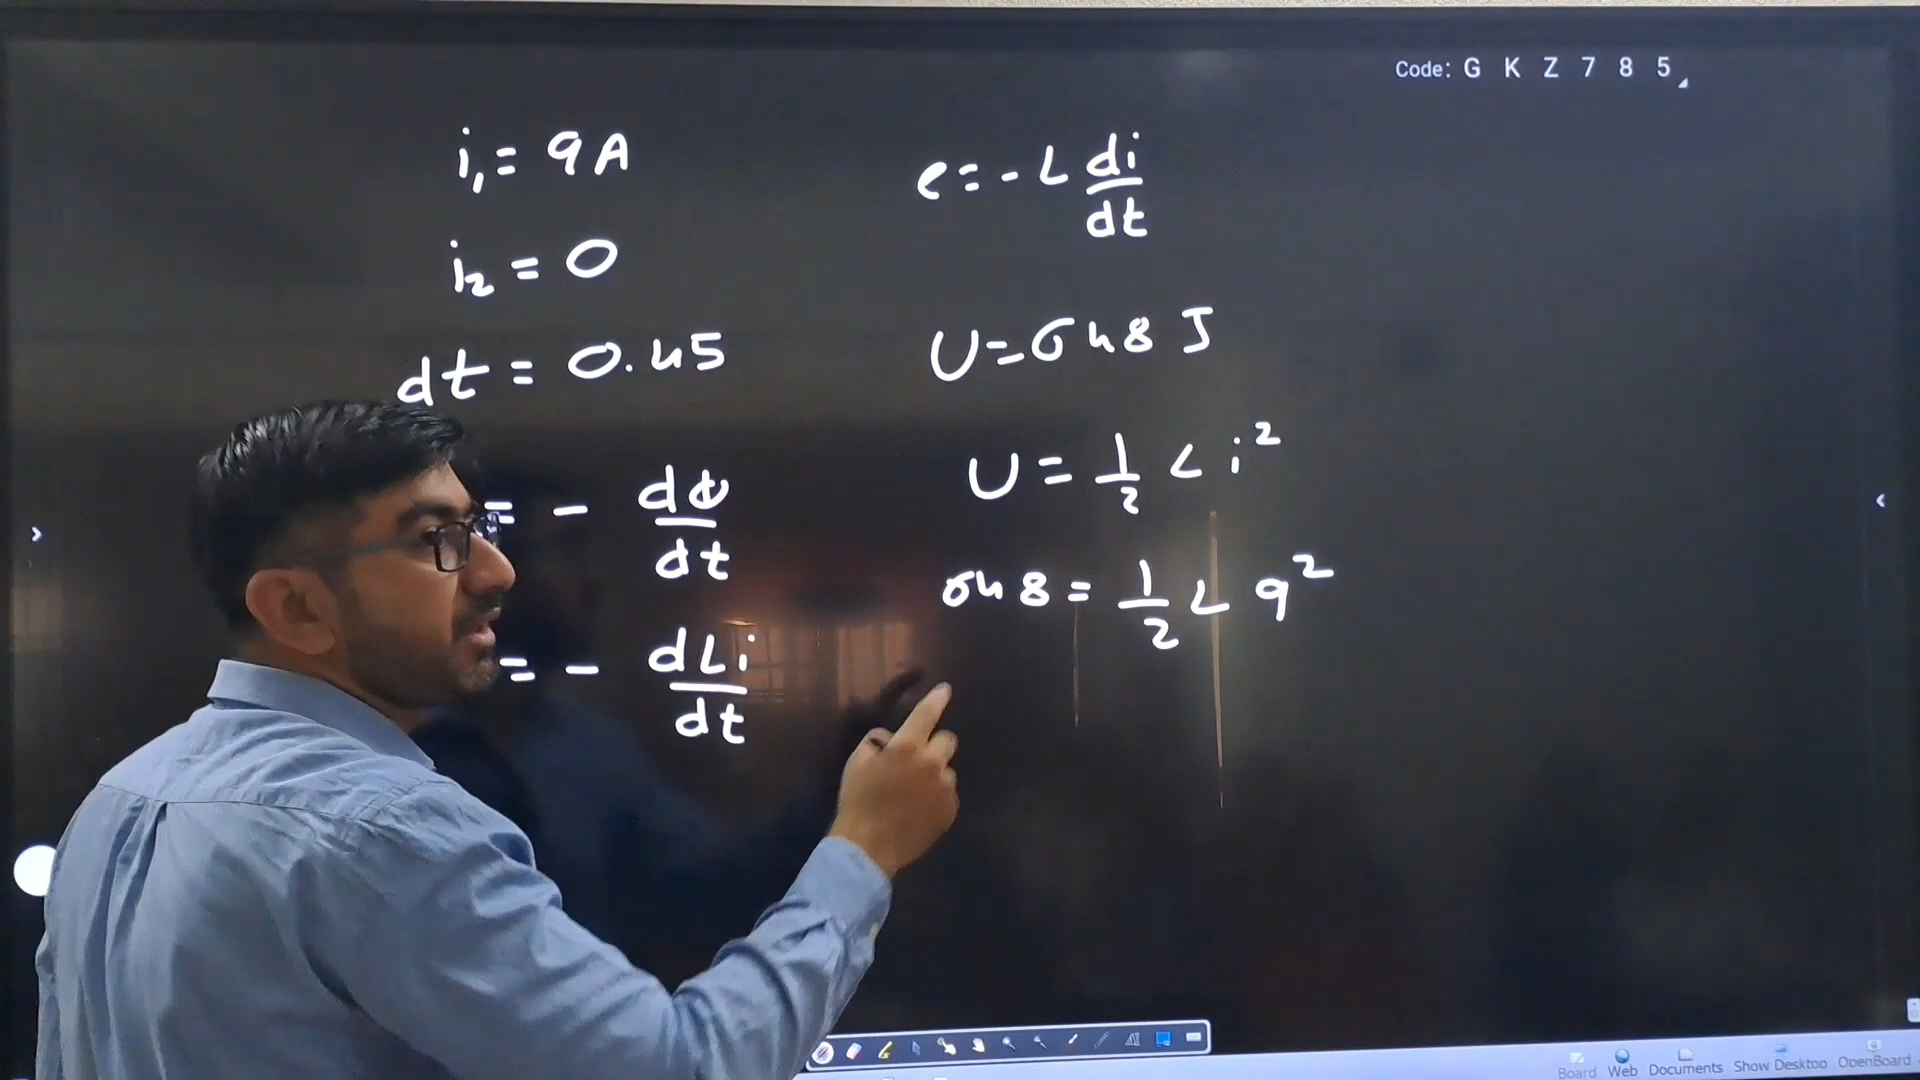 Code: G K Z 7 8 5
i₁ = 9A
i₂ = 0
dt = 0.45
= - dΦ/dt
= - dLi/dt
e = - L di/dt
U = 648 J
U = 1/2 L i²
648 = 1/2 L 9²
Board Web Documents Show Desktop OpenBoard